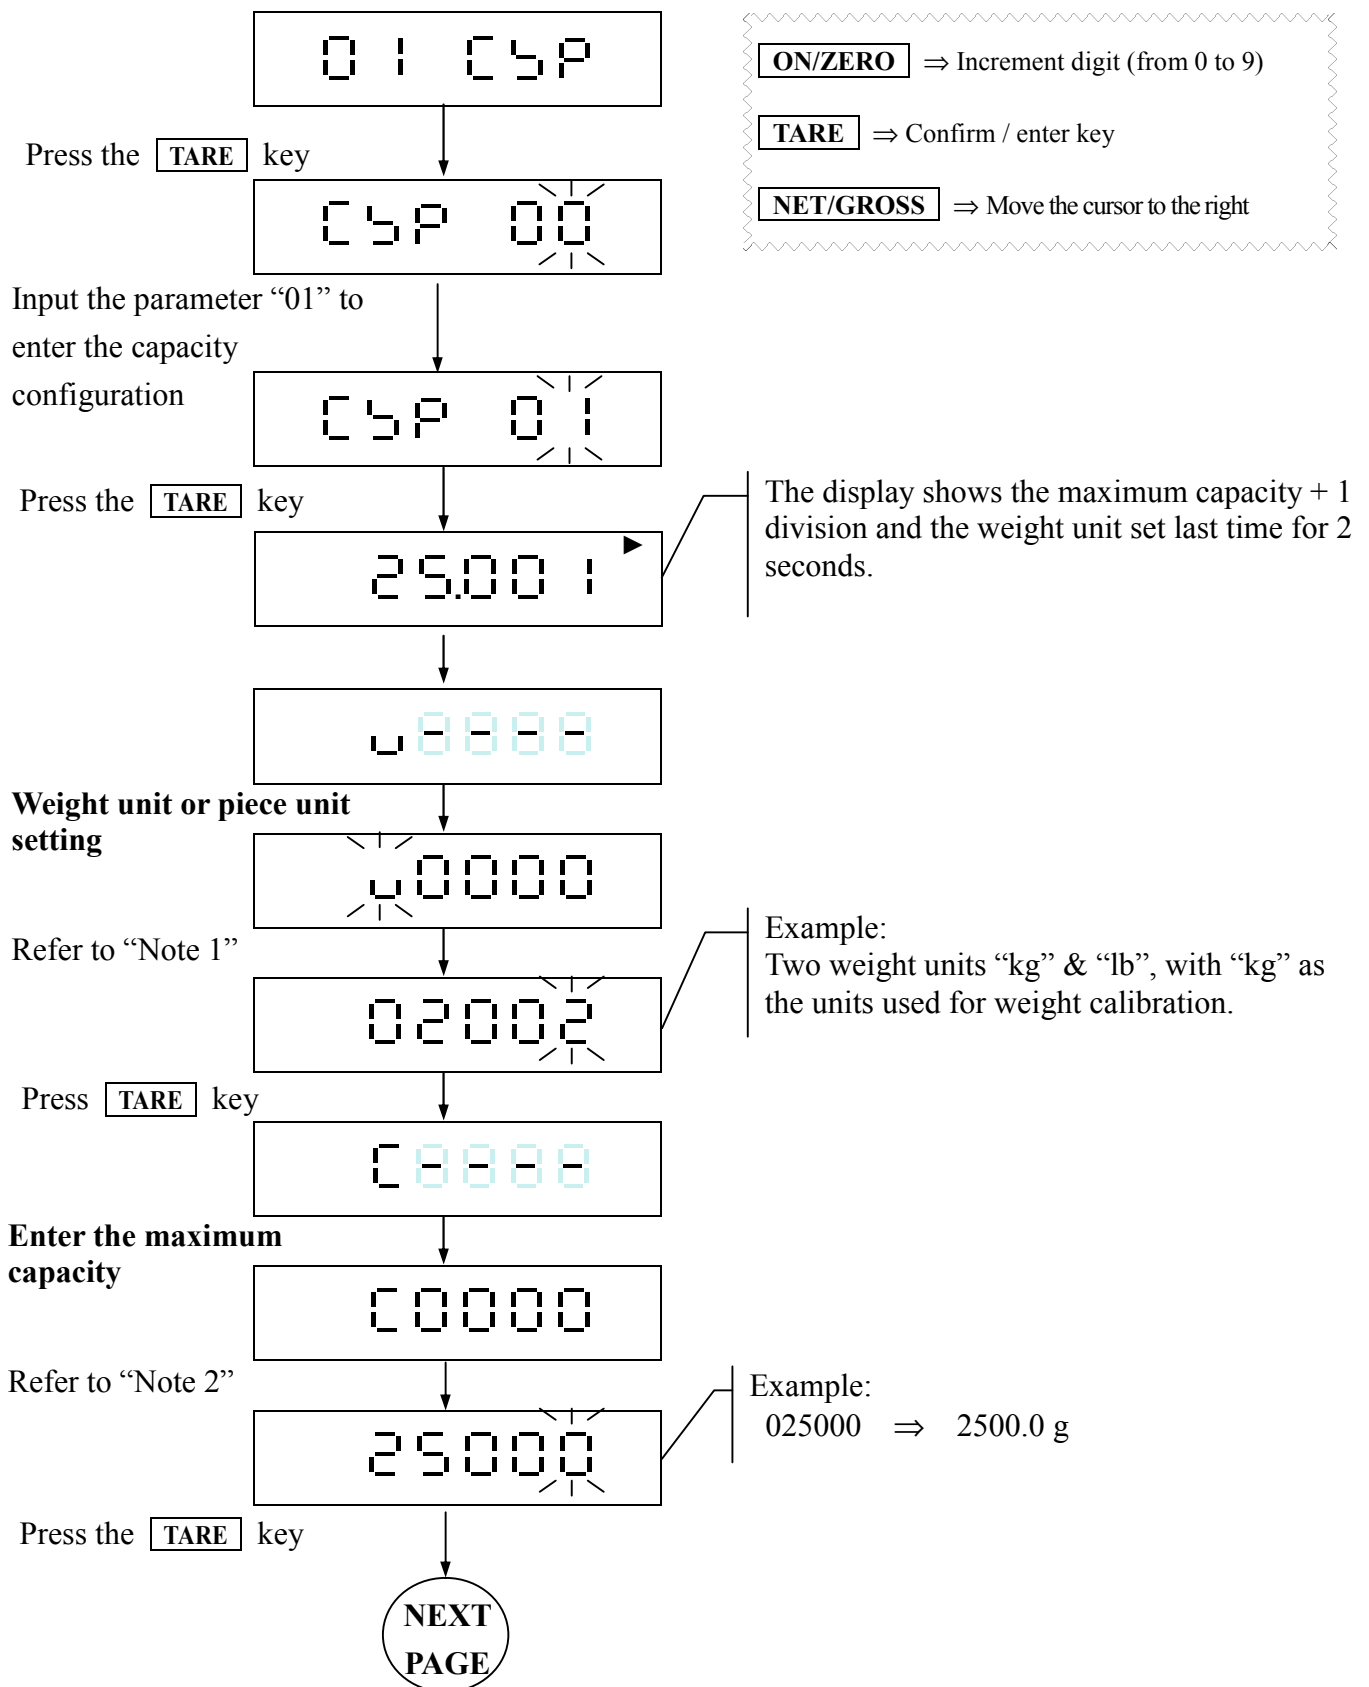 01 CSP
ON/ZERO ⇒ Increment digit (from 0 to 9)
TARE ⇒ Confirm / enter key
NET/GROSS ⇒ Move the cursor to the right
Press the TARE key
CSP 00
Input the parameter “01” to
enter the capacity
configuration
CSP 01
Press the TARE key
25.001
The display shows the maximum capacity + 1
division and the weight unit set last time for 2
seconds.
u - - - -
Weight unit or piece unit
setting
u0000
Refer to “Note 1”
02002
Example:
Two weight units “kg” & “lb”, with “kg” as
the units used for weight calibration.
Press TARE key
C - - - -
Enter the maximum
capacity
C0000
Refer to “Note 2”
25000
Example:
025000 ⇒ 2500.0 g
Press the TARE key
NEXT
PAGE